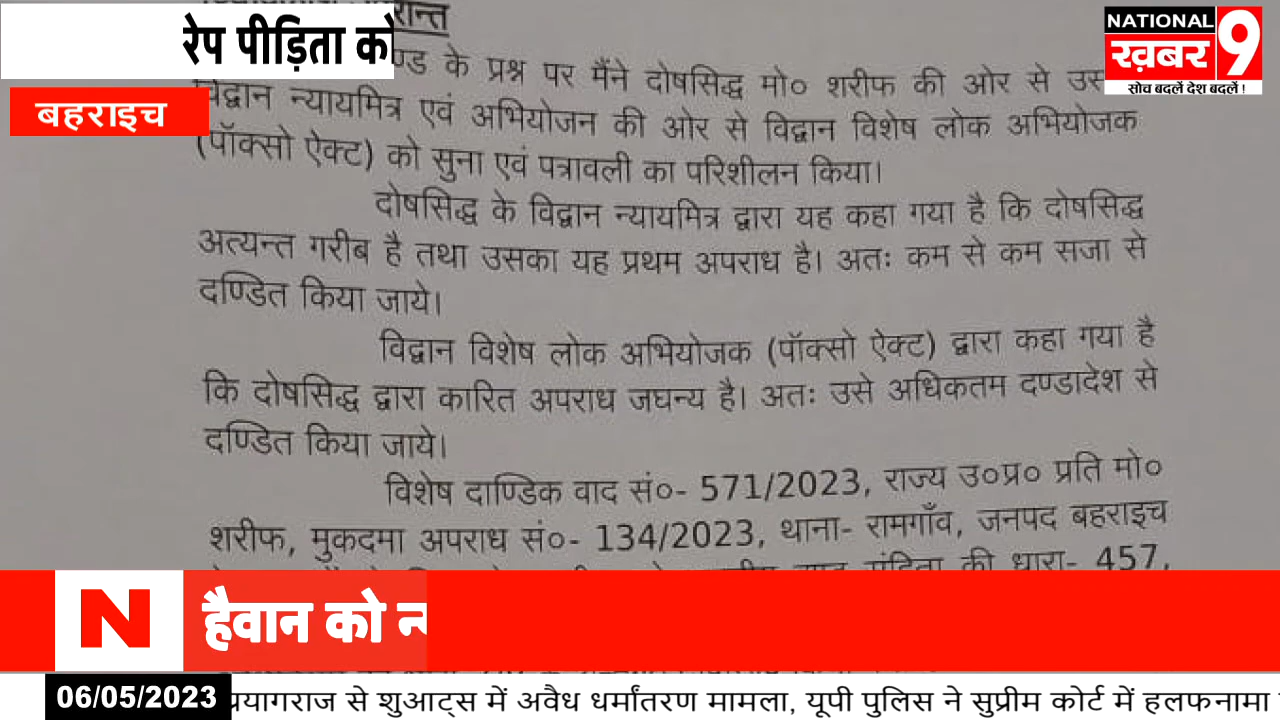 रेप पीड़िता को
NATIONAL
ख़बर 9
सोच बदलें देश बदलें !
बहराइच
के प्रश्न पर मैंने दोषसिद्ध मो० शरीफ की ओर से
विद्वान न्यायमित्र एवं अभियोजन की ओर से विद्वान विशेष लोक अभियोजक
(पॉक्सो ऐक्ट) को सुना एवं पत्रावली का परिशीलन किया।
दोषसिद्ध के विद्वान न्यायमित्र द्वारा यह कहा गया है कि दोषसिद्ध
अत्यन्त गरीब है तथा उसका यह प्रथम अपराध है। अतः कम से कम सजा से
दण्डित किया जाये।
विद्वान विशेष लोक अभियोजक (पॉक्सो ऐक्ट) द्वारा कहा गया है
कि दोषसिद्ध द्वारा कारित अपराध जघन्य है। अतः उसे अधिकतम दण्डादेश से
दण्डित किया जाये।
विशेष दाण्डिक वाद सं०- 571/2023, राज्य उ०प्र० प्रति मो०
शरीफ, मुकदमा अपराध सं०- 134/2023, थाना- रामगाँव, जनपद बहराइच
की धारा- 457,
N
हैवान को
06/05/2023
प्रयागराज से शुआट्स में अवैध धर्मांतरण मामला, यूपी पुलिस ने सुप्रीम कोर्ट में हलफनामा